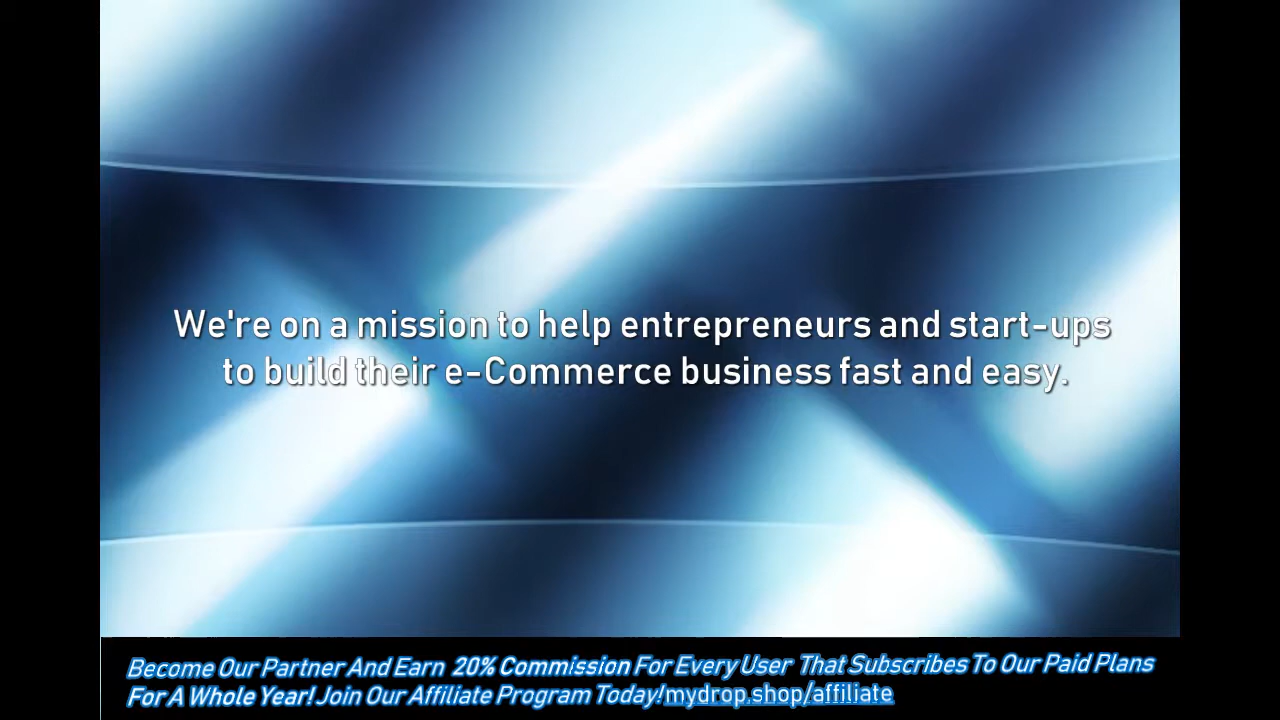 We're on a mission to help entrepreneurs and start-ups
to build their e-Commerce business fast and easy.
Become Our Partner And Earn 20% Commission For Every User That Subscribes To Our Paid Plans
For A Whole Year! Join Our Affiliate Program Today! mydrop.shop/affiliate